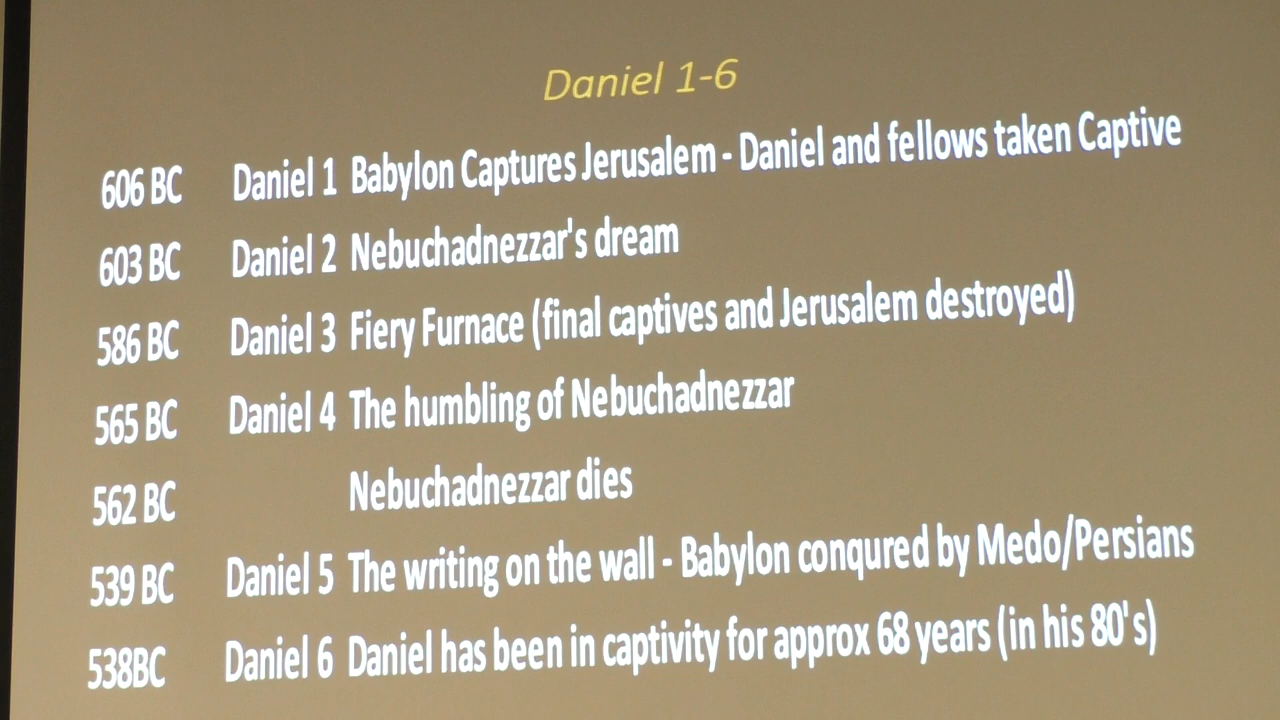 Daniel 1-6
606 BC Daniel 1 Babylon Captures Jerusalem - Daniel and fellows taken Captive
603 BC Daniel 2 Nebuchadnezzar's dream
586 BC Daniel 3 Fiery Furnace (final captives and Jerusalem destroyed)
565 BC Daniel 4 The humbling of Nebuchadnezzar
562 BC Nebuchadnezzar dies
539 BC Daniel 5 The writing on the wall - Babylon conqured by Medo/Persians
538BC Daniel 6 Daniel has been in captivity for approx 68 years (in his 80's)